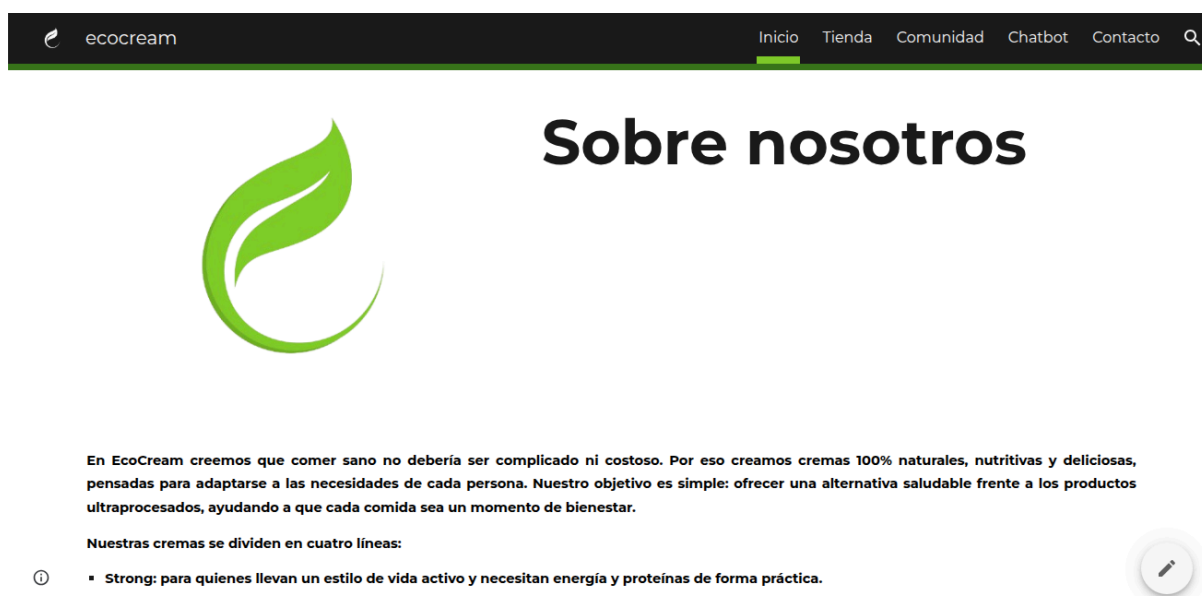 ecocream
Inicio Tienda Comunidad Chatbot Contacto
Sobre nosotros
En EcoCream creemos que comer sano no debería ser complicado ni costoso. Por eso creamos cremas 100% naturales, nutritivas y deliciosas,
pensadas para adaptarse a las necesidades de cada persona. Nuestro objetivo es simple: ofrecer una alternativa saludable frente a los productos
ultraprocesados, ayudando a que cada comida sea un momento de bienestar.
Nuestras cremas se dividen en cuatro líneas:
▪ Strong: para quienes llevan un estilo de vida activo y necesitan energía y proteínas de forma práctica.